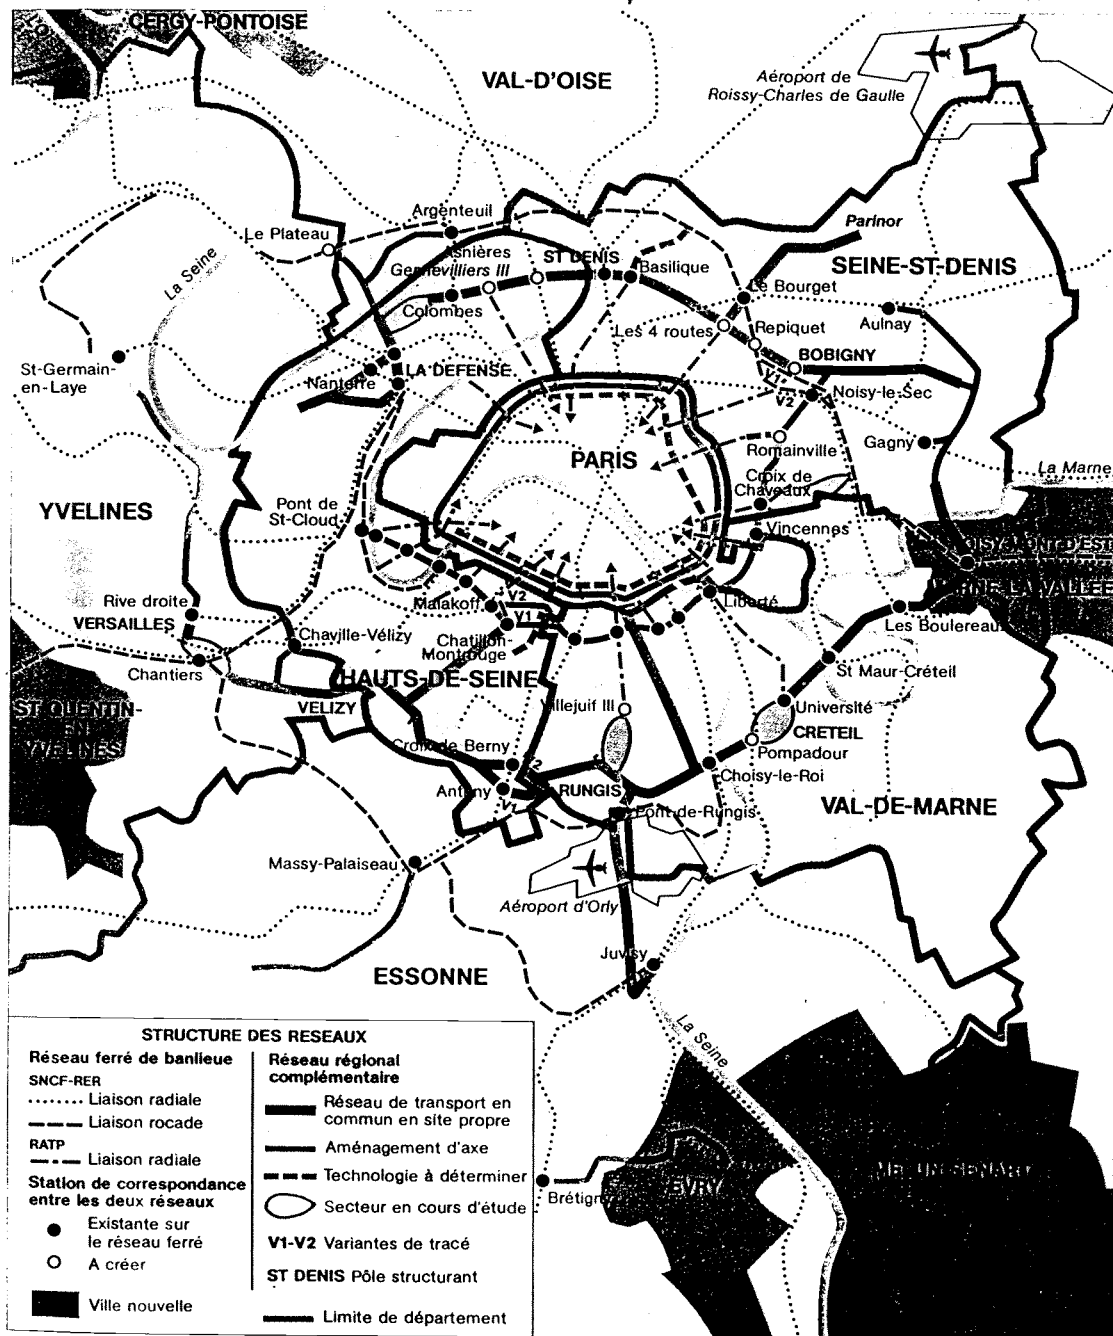 CERGY-PONTOISE
VAL-D'OISE
Aéroport de
Roissy-Charles de Gaulle
Argenteuil
Le Plateau
Asnières
Gennevilliers III
ST DENIS
Basilique
Parinor
SEINE-ST-DENIS
La Seine
Colombes
Le Bourget
Les 4 routes
Repiquet
Aulnay
BOBIGNY
St-Germain-
en-Laye
Nanterre
LA DEFENSE
V1
V2
Noisy-le-Sec
Gagny
Romainville
PARIS
La Marne
Croix de
Chaveaux
YVELINES
Pont de
St-Cloud
Vincennes
Rive droite
VERSAILLES
Malakoff
V2
V1
Liberté
Les Boulereaux
Chaville-Vélizy
Chatillon-
Montrouge
Chantiers
HAUTS-DE-SEINE
St Maur-Créteil
ST QUENTIN-
EN
YVELINES
VELIZY
Villejuif III
Université
CRETEIL
Pompadour
Croix de Berny
Choisy-le-Roi
Antony
V1
RUNGIS
Pont-de-Rungis
VAL-DE-MARNE
Massy-Palaiseau
Aéroport d'Orly
Juvisy
ESSONNE
La Seine
EVRY
Brétigny
STRUCTURE DES RESEAUX
Réseau ferré de banlieue
SNCF-RER
Liaison radiale
Liaison rocade
RATP
Liaison radiale
Station de correspondance
entre les deux réseaux
Existante sur
le réseau ferré
A créer
Ville nouvelle
Réseau régional
complémentaire
Réseau de transport en
commun en site propre
Aménagement d'axe
Technologie à déterminer
Secteur en cours d'étude
V1-V2 Variantes de tracé
ST DENIS Pôle structurant
Limite de département